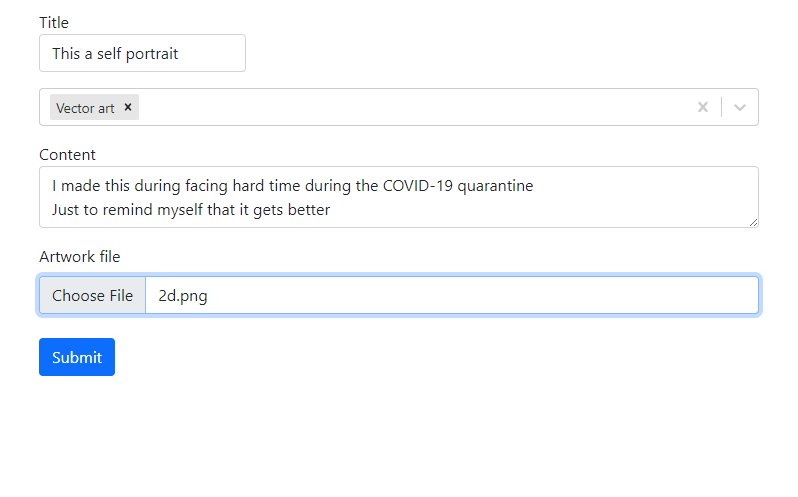 Title
This a self portrait
Vector art ×
Content
I made this during facing hard time during the COVID-19 quarantine
Just to remind myself that it gets better
Artwork file
Choose File 2d.png
Submit